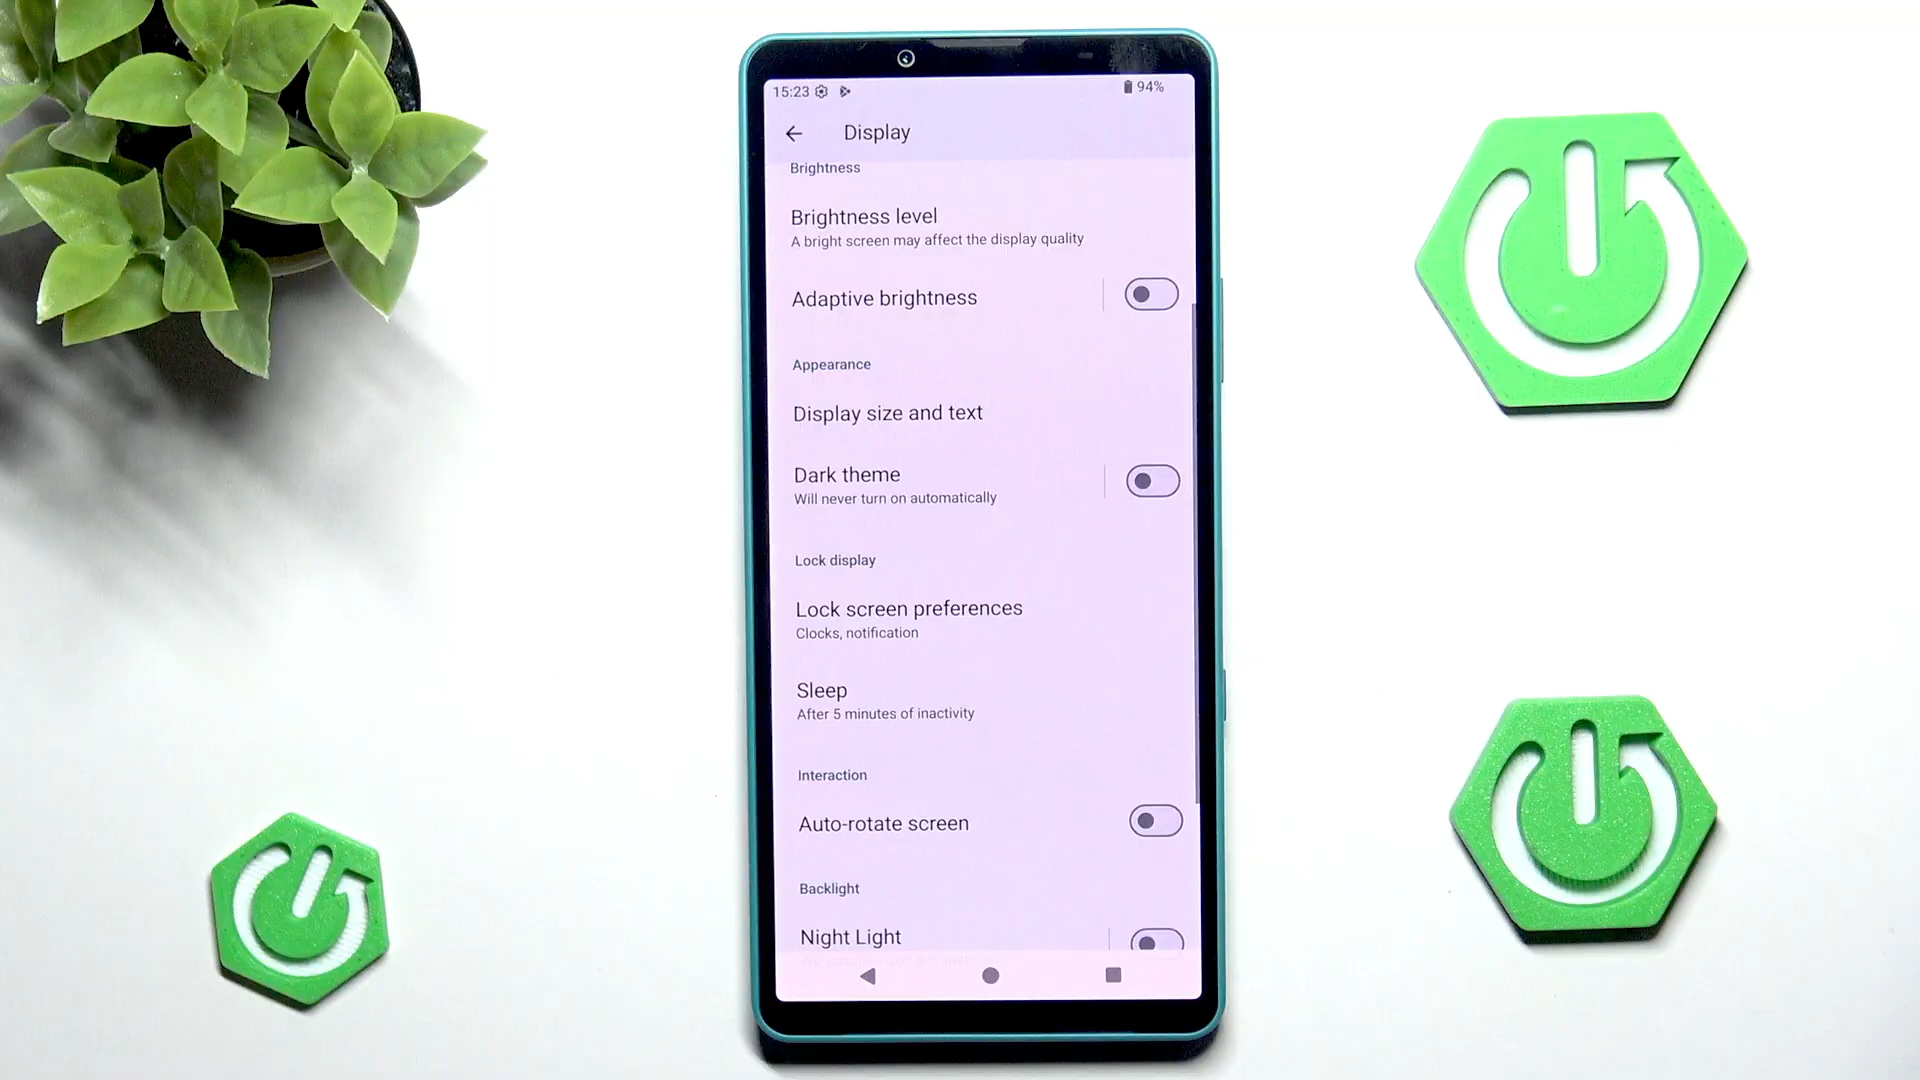 15:23
94%
Display
Brightness
Brightness level
A bright screen may affect the display quality
Adaptive brightness
Appearance
Display size and text
Dark theme
Will never turn on automatically
Lock display
Lock screen preferences
Clocks, notification
Sleep
After 5 minutes of inactivity
Interaction
Auto-rotate screen
Backlight
Night Light